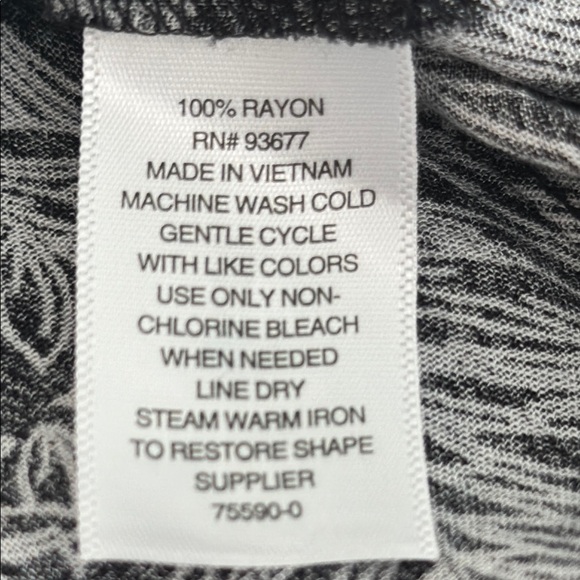 100% RAYON
RN# 93677
MADE IN VIETNAM
MACHINE WASH COLD
GENTLE CYCLE
WITH LIKE COLORS
USE ONLY NON-
CHLORINE BLEACH
WHEN NEEDED
LINE DRY
STEAM WARM IRON
TO RESTORE SHAPE
SUPPLIER
75590-0